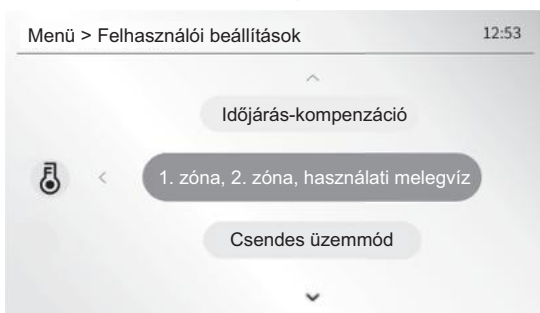 Menü > Felhasználói beállítások 12:53
Időjárás-kompenzáció
1. zóna, 2. zóna, használati melegvíz
Csendes üzemmód